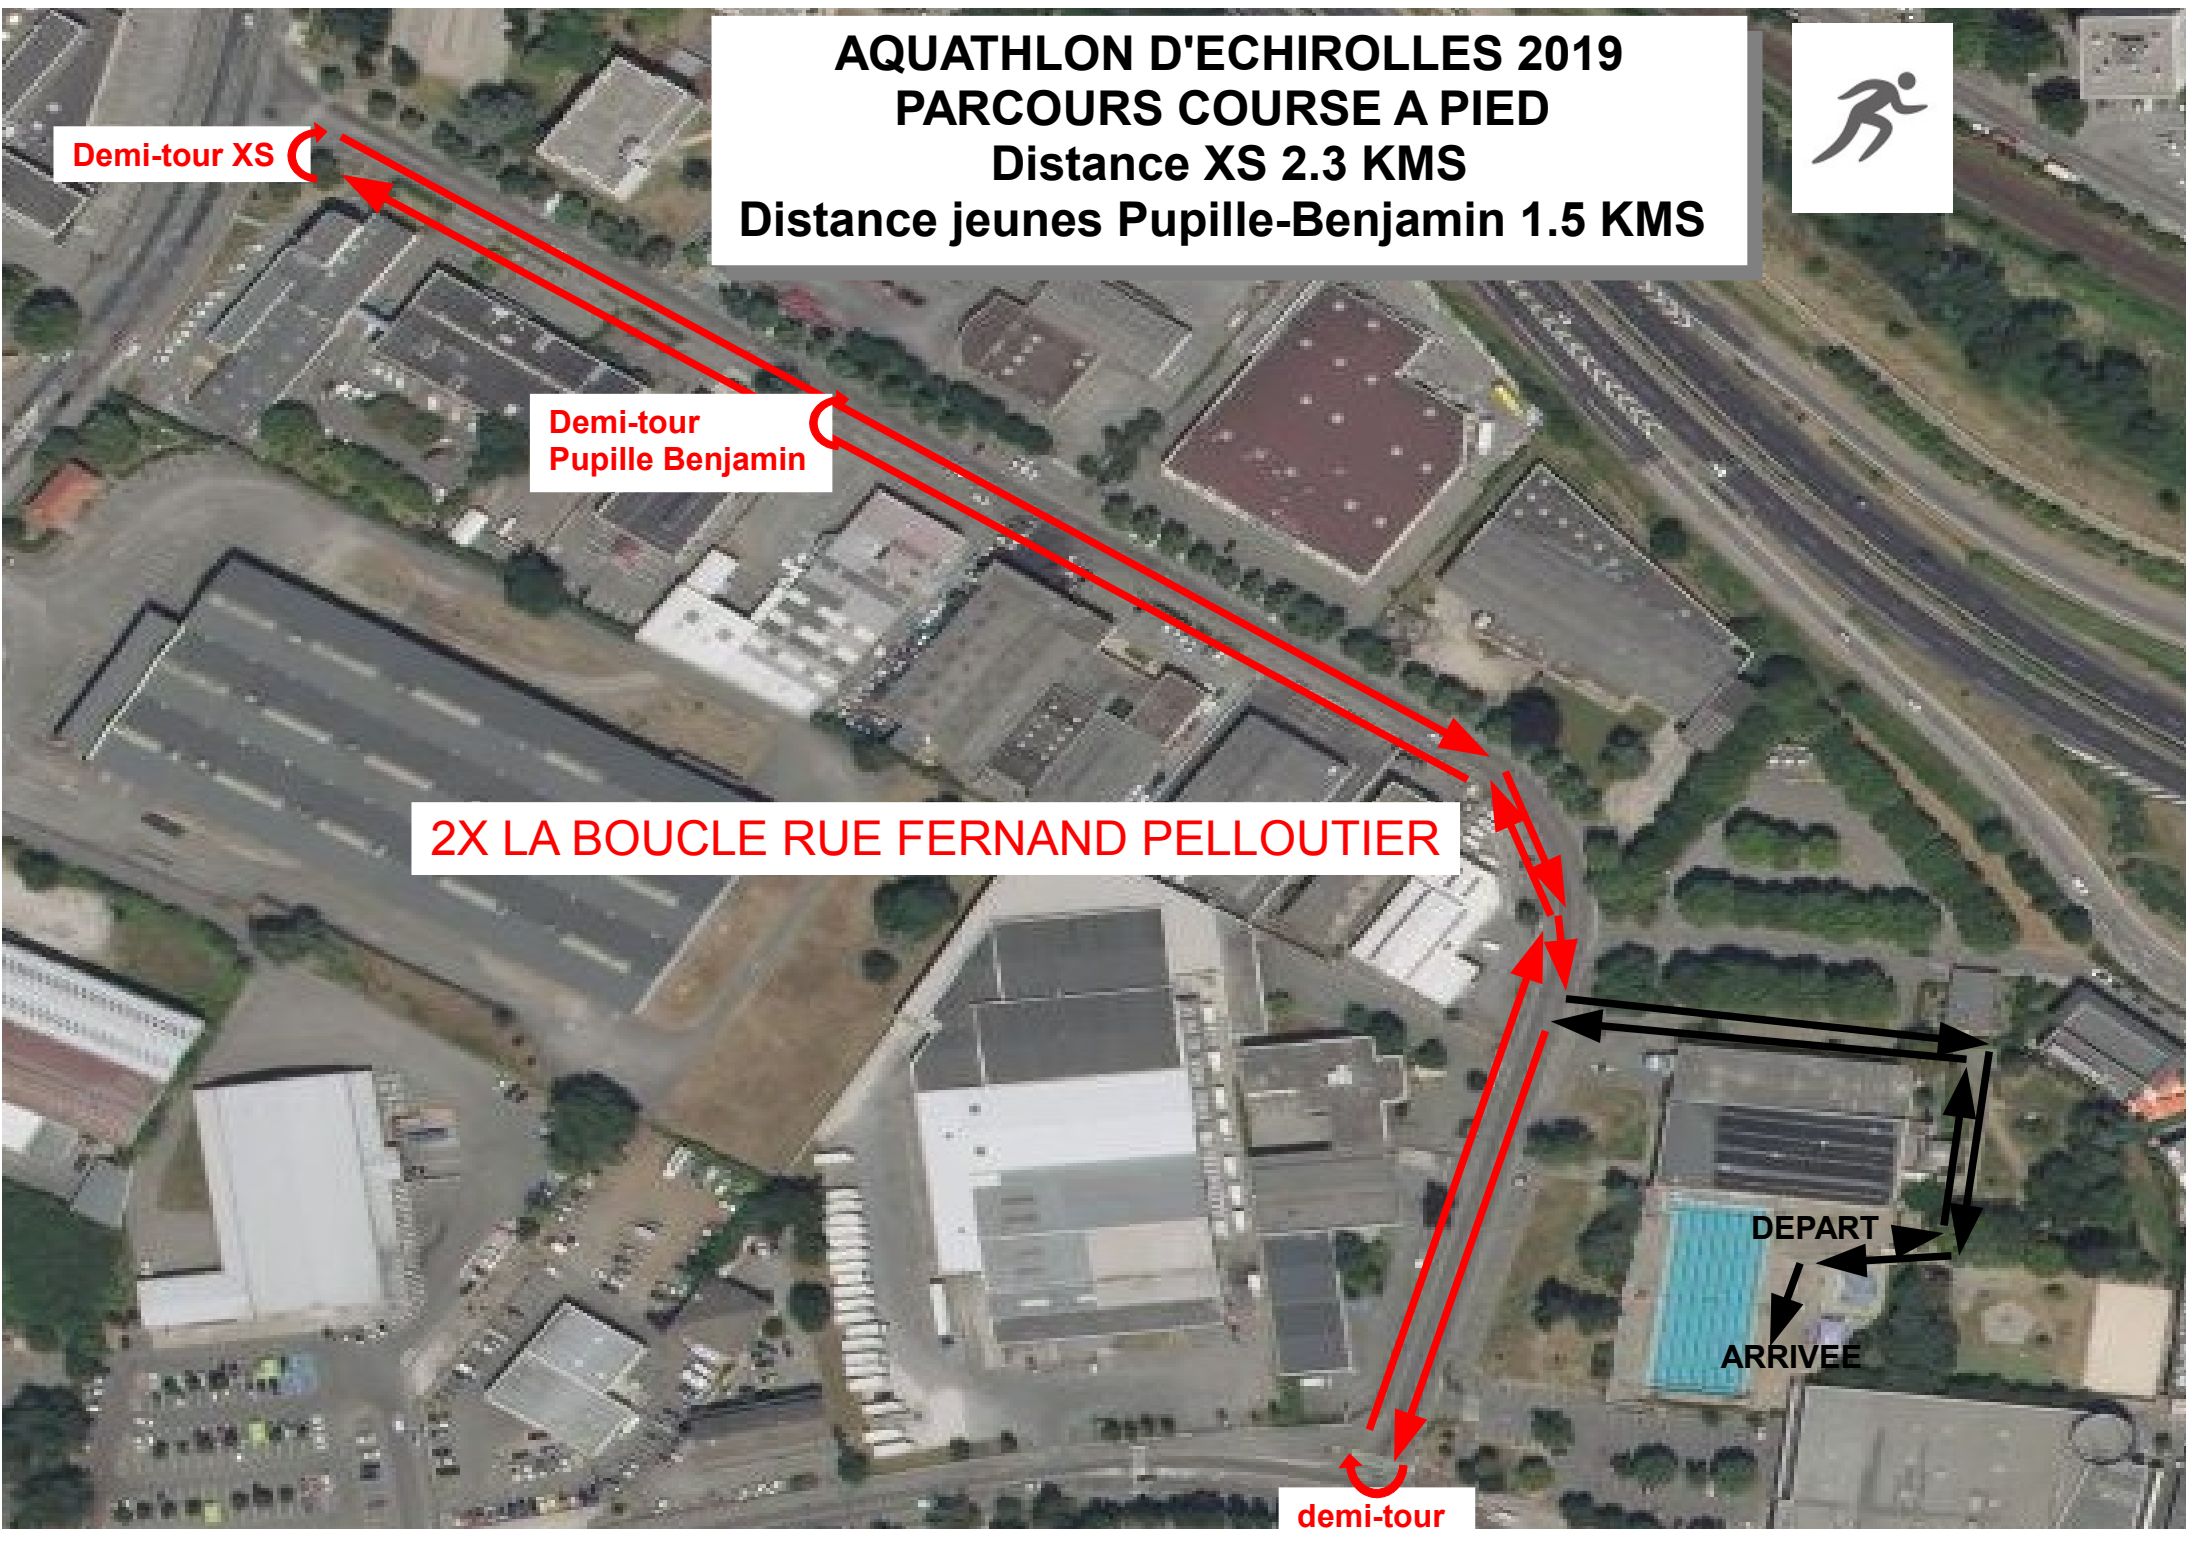 AQUATHLON D'ECHIROLLES 2019
PARCOURS COURSE A PIED
Distance XS 2.3 KMS
Distance jeunes Pupille-Benjamin 1.5 KMS
Demi-tour XS
Demi-tour
Pupille Benjamin
2X LA BOUCLE RUE FERNAND PELLOUTIER
DEPART
ARRIVEE
demi-tour